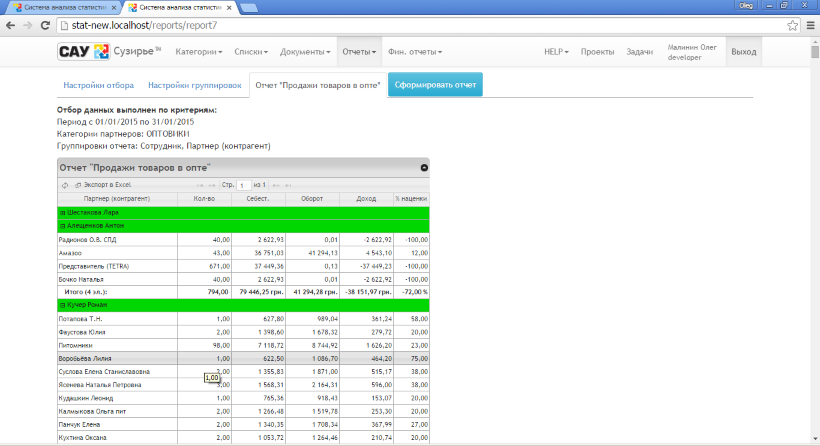 Система анализа статистик
Система анализа статистик
Oleg
stat-new.localhost/reports/report7
САУ Сузирье™ Категории Списки Документы Отчеты Фин. отчеты HELP Проекты Задачи Малинин Олег developer Выход
Настройки отбора Настройки группировок Отчет "Продажи товаров в опте" Сформировать отчет
Отбор данных выполнен по критериям:
Период с 01/01/2015 по 31/01/2015
Категории партнеров: ОПТОВИКИ
Группировки отчета: Сотрудник, Партнер (контрагент)
Отчет "Продажи товаров в опте"
Экспорт в Excel Стр. 1 из 1
Партнер (контрагент) Кол-во Себест. Оборот Доход % наценки
Шестакова Лара
Алещенков Антон
Радионов О.В. СПД 40,00 2 622,93 0,01 -2 622,92 -100,00
Амазоо 43,00 36 751,03 41 294,13 4 543,10 12,00
Представитель (TETRA) 671,00 37 449,36 0,13 -37 449,23 -100,00
Бочко Наталья 40,00 2 622,93 0,01 -2 622,92 -100,00
Итого (4 эл.): 794,00 79 446,25 грн. 41 294,28 грн. -38 151,97 грн. -72,00 %
Кучер Роман
Потапова Т.Н. 1,00 627,80 989,04 361,24 58,00
Фаустова Юлия 2,00 1 398,60 1 678,32 279,72 20,00
Питомники 98,00 7 118,72 8 744,92 1 626,20 23,00
Воробьёва Лилия 1,00 622,50 1 086,70 464,20 75,00
Суслова Елена Станиславовна 2,00 1 355,83 1 871,00 515,17 38,00
1,00
Ясенева Наталья Петровна 3,00 1 568,31 2 164,31 596,00 38,00
Кудашкин Леонид 1,00 765,36 918,43 153,07 20,00
Калмыкова Ольга пит 2,00 1 266,48 1 519,78 253,30 20,00
Панчук Елена 2,00 1 340,35 1 708,34 367,99 27,00
Кухтина Оксана 2,00 1 053,72 1 264,46 210,74 20,00